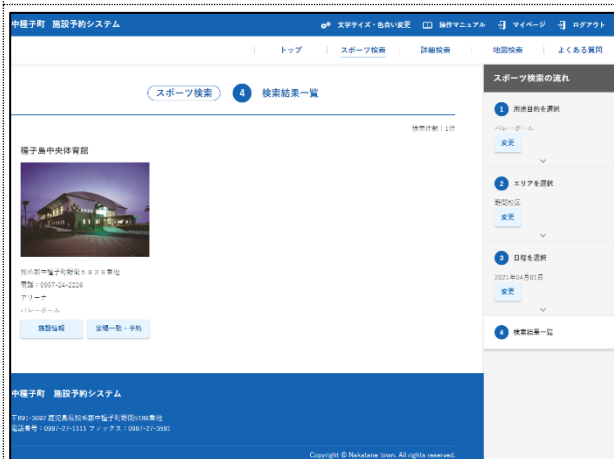 中種子町 施設予約システム
文字サイズ・色合い変更 操作マニュアル マイページ ログアウト
トップ スポーツ検索 詳細検索 地図検索 よくある質問
スポーツ検索 4 検索結果一覧
検索件数：1件
種子島中央体育館
熊毛郡中種子町野間５９３８番地
電話：0997-24-2226
アリーナ
バレーボール
施設情報 室場一覧・予約
スポーツ検索の流れ
1 用途目的を選択
バレーボール
変更
2 エリアを選択
野間校区
変更
3 日程を選択
2021年04月01日
変更
4 検索結果一覧
中種子町 施設予約システム
〒891-3692 鹿児島県熊毛郡中種子町野間5186番地
電話番号：0997-27-1111 ファックス：0997-27-3591
Copyright © Nakatane town. All rights reserved.